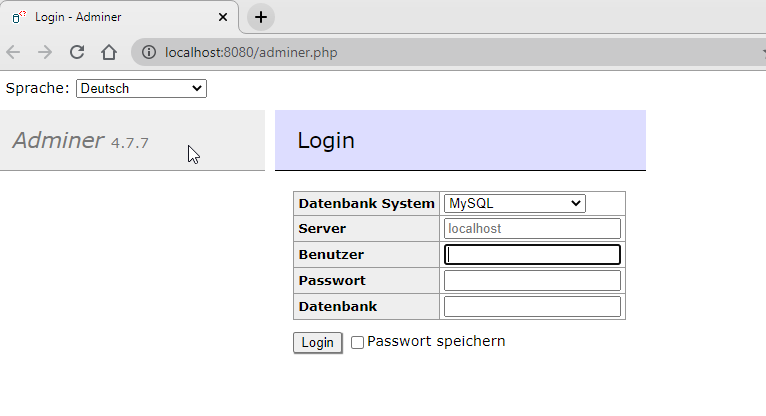 Login - Adminer
localhost:8080/adminer.php
Sprache: Deutsch
Adminer 4.7.7
Login
Datenbank System MySQL
Server localhost
Benutzer
Passwort
Datenbank
Login Passwort speichern